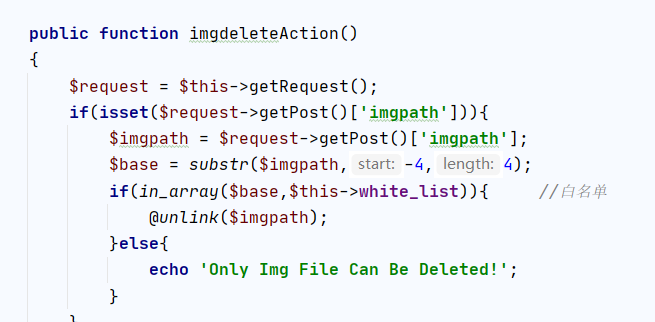 public function imgdeleteAction()
{
    $request = $this->getRequest();
    if(isset($request->getPost()['imgpath'])){
        $imgpath = $request->getPost()['imgpath'];
        $base = substr($imgpath, start: -4, length: 4);
        if(in_array($base,$this->white_list)){     //白名单
            @unlink($imgpath);
        }else{
            echo 'Only Img File Can Be Deleted!';
        }
    }